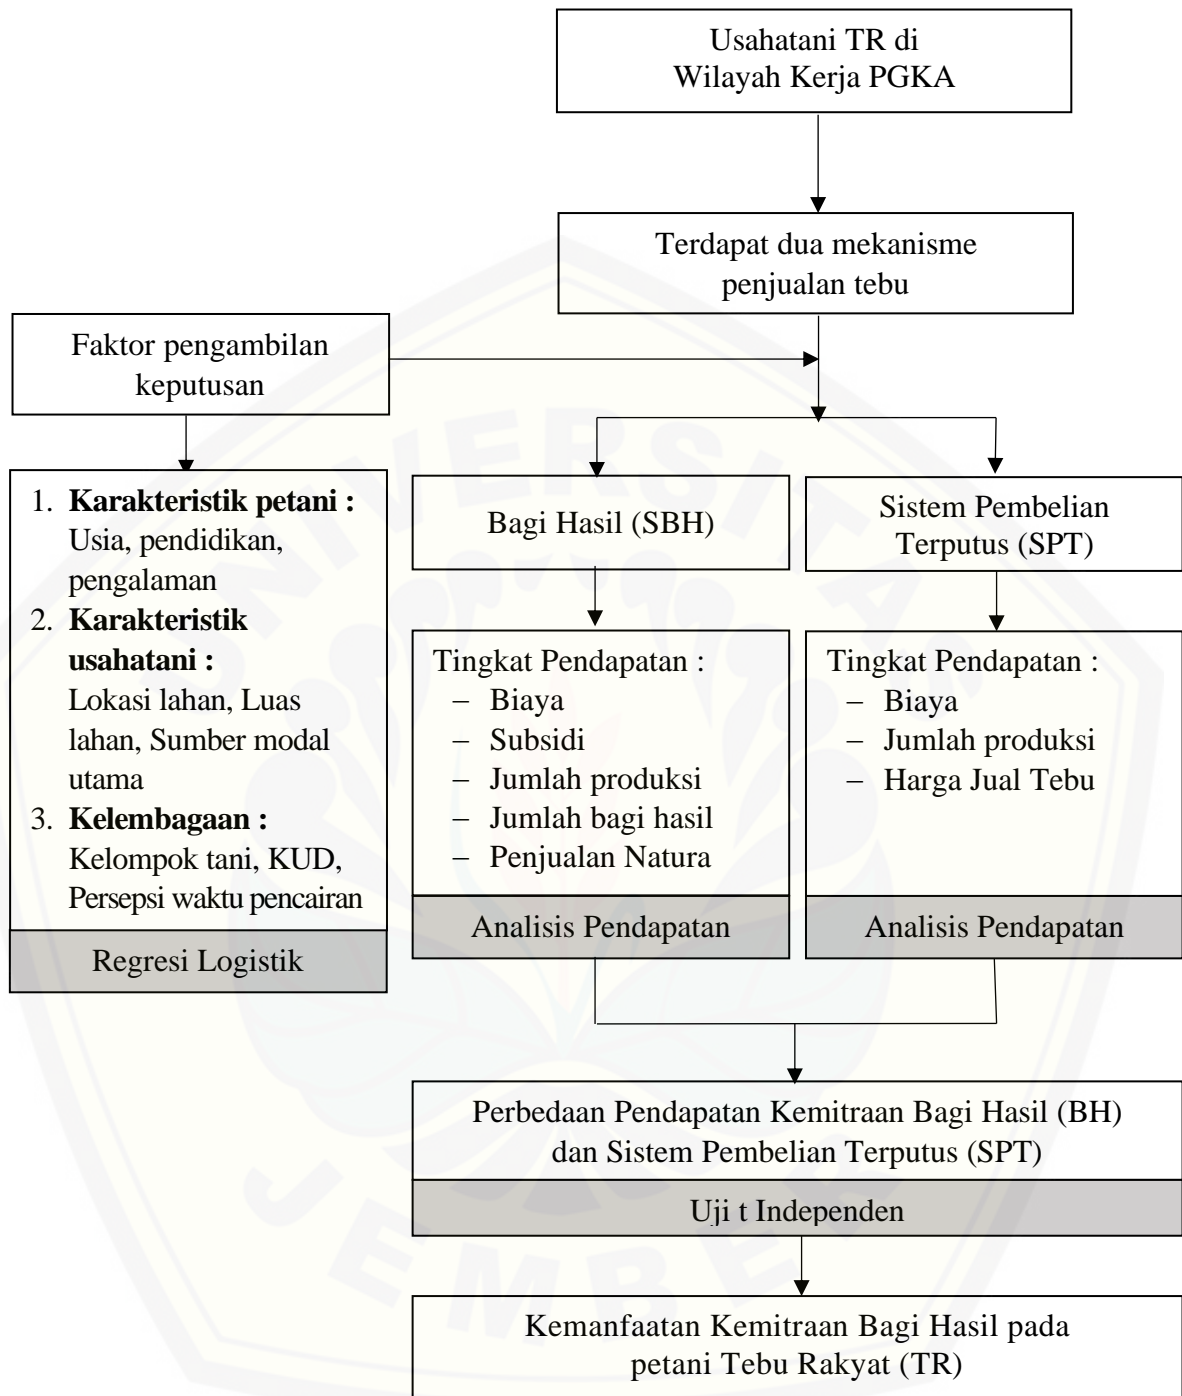 Usahatani TR di
Wilayah Kerja PGKA
Terdapat dua mekanisme
penjualan tebu
Faktor pengambilan
keputusan
1. Karakteristik petani :
Usia, pendidikan,
pengalaman
2. Karakteristik
usahatani :
Lokasi lahan, Luas
lahan, Sumber modal
utama
3. Kelembagaan :
Kelompok tani, KUD,
Persepsi waktu pencairan
Regresi Logistik
Bagi Hasil (SBH)
Sistem Pembelian
Terputus (SPT)
Tingkat Pendapatan :
– Biaya
– Subsidi
– Jumlah produksi
– Jumlah bagi hasil
– Penjualan Natura
Analisis Pendapatan
Tingkat Pendapatan :
– Biaya
– Jumlah produksi
– Harga Jual Tebu
Analisis Pendapatan
Perbedaan Pendapatan Kemitraan Bagi Hasil (BH)
dan Sistem Pembelian Terputus (SPT)
Uji t Independen
Kemanfaatan Kemitraan Bagi Hasil pada
petani Tebu Rakyat (TR)
UNIVERSITAS
JEMBER